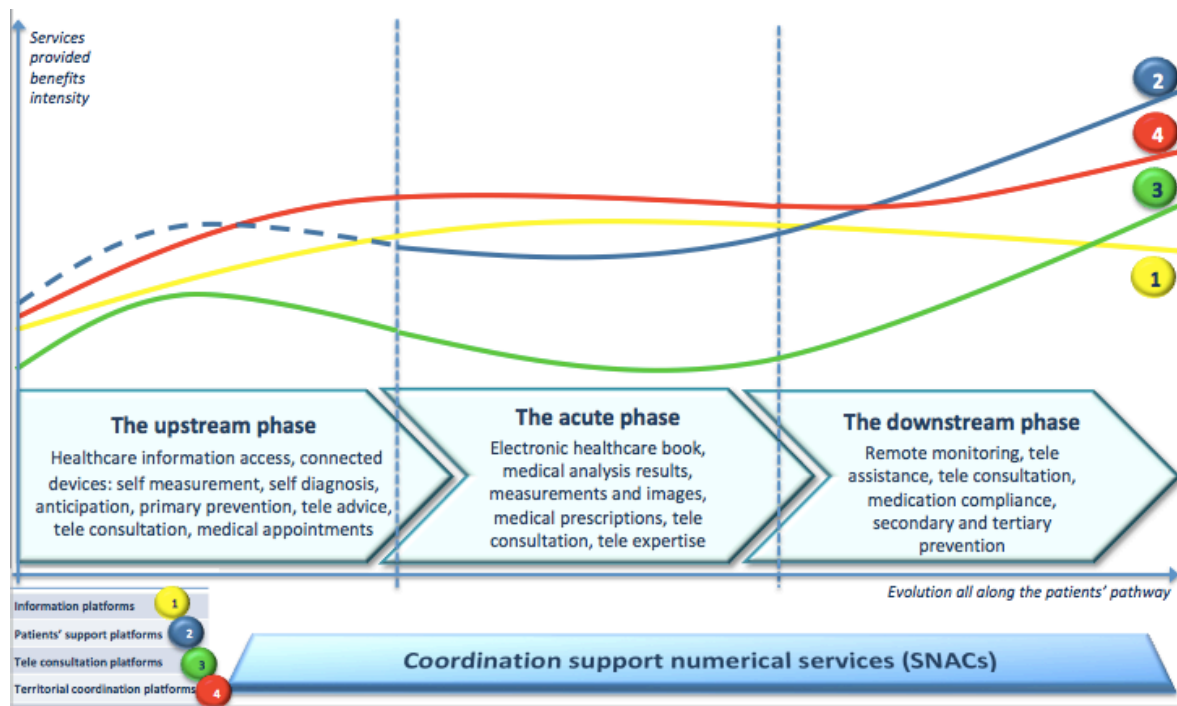 Services
provided
benefits
intensity
2
4
3
1
The upstream phase
Healthcare information access, connected
devices: self measurement, self diagnosis,
anticipation, primary prevention, tele advice,
tele consultation, medical appointments
The acute phase
Electronic healthcare book,
medical analysis results,
measurements and images,
medical prescriptions, tele
consultation, tele expertise
The downstream phase
Remote monitoring, tele
assistance, tele consultation,
medication compliance,
secondary and tertiary
prevention
Evolution all along the patients' pathway
Information platforms 1
Patients' support platforms 2
Tele consultation platforms 3
Territorial coordination platforms 4
Coordination support numerical services (SNACs)